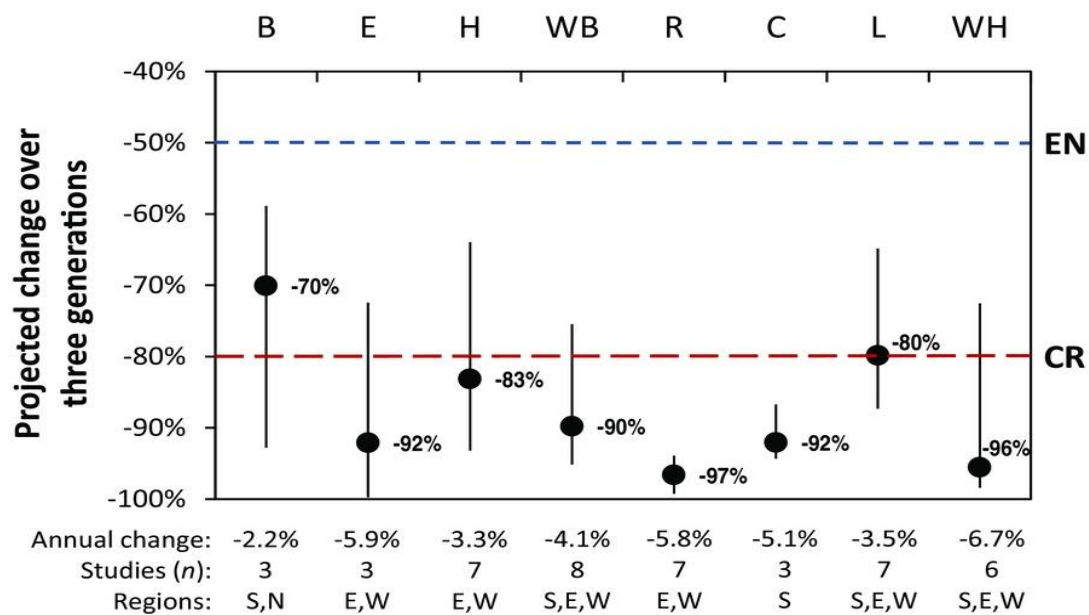 B E H WB R C L WH
-40%
-50% EN
-60%
-70% -70%
-80% -80% CR
-83%
-90% -90%
-92% -92%
-96%
-97%
-100%
Projected change over
three generations
Annual change: -2.2% -5.9% -3.3% -4.1% -5.8% -5.1% -3.5% -6.7%
Studies (n): 3 3 7 8 7 3 7 6
Regions: S,N E,W E,W S,E,W E,W S S,E,W S,E,W